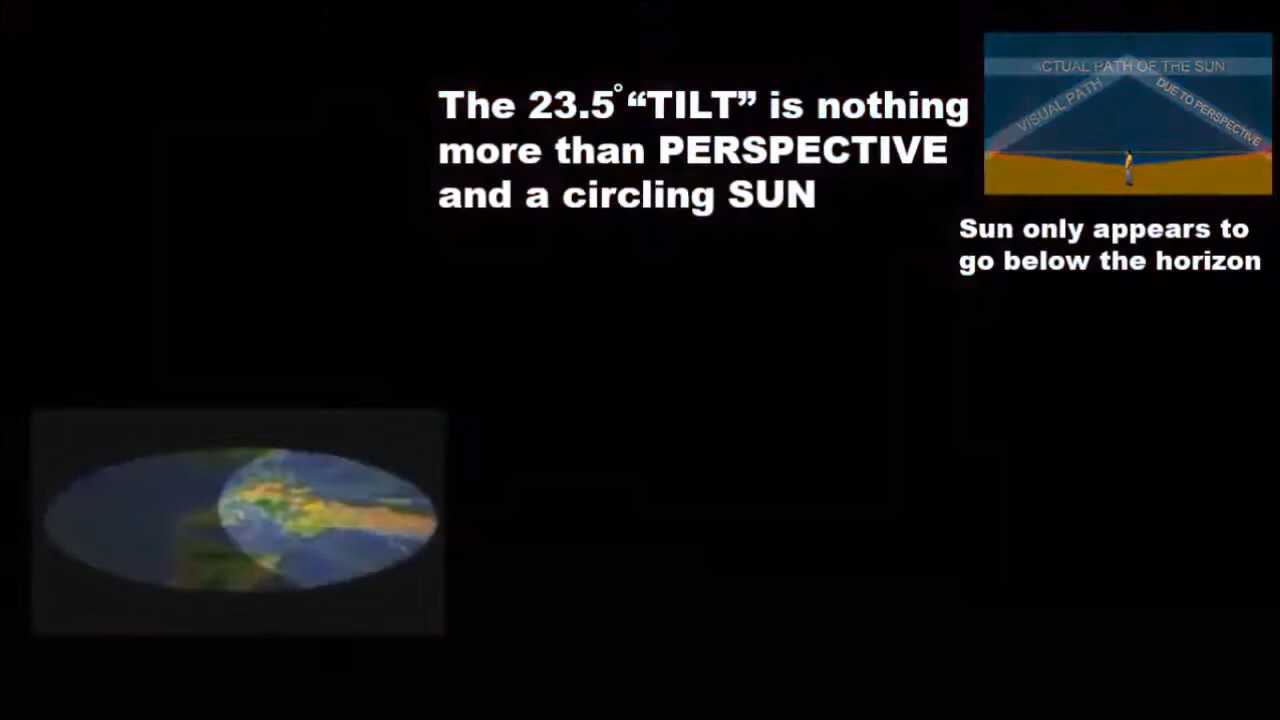 The 23.5° “TILT” is nothing
more than PERSPECTIVE
and a circling SUN
CTUAL PATH OF THE SUN
VISUAL PATH
DUE TO PERSPECTIVE
Sun only appears to
go below the horizon